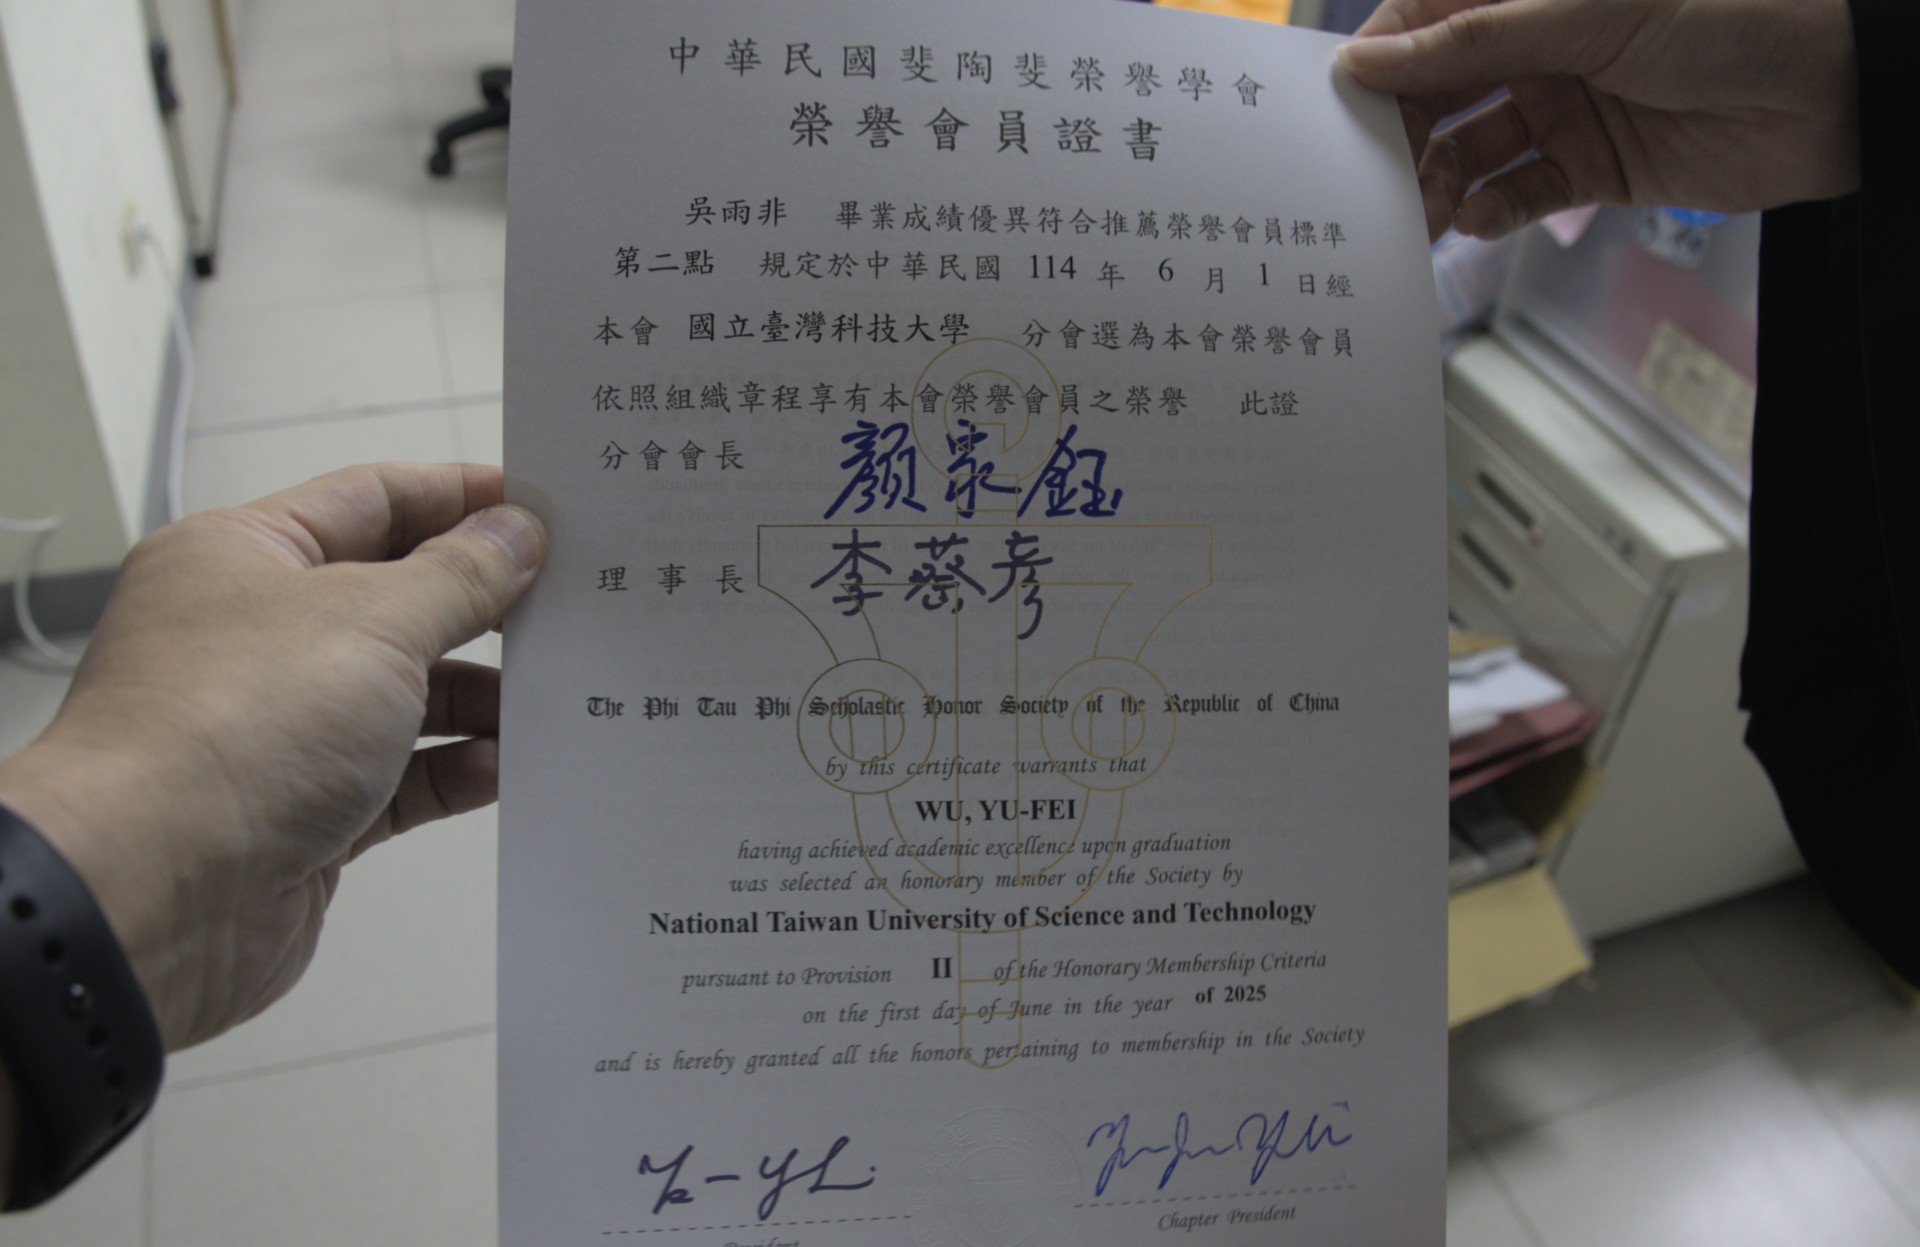 中華民國斐陶斐榮譽學會
榮譽會員證書
吳雨非 畢業成績優異符合推薦榮譽會員標準
第二點 規定於中華民國 114 年 6 月 1 日經
本會 國立臺灣科技大學 分會選為本會榮譽會員
依照組織章程享有本會榮譽會員之榮譽 此證
分會會長 顏家鈺
理事長 李蔡彥
The Phi Tau Phi Scholastic Honor Society of the Republic of China
by this certificate warrants that
WU, YU-FEI
having achieved academic excellence upon graduation
was selected an honorary member of the Society by
National Taiwan University of Science and Technology
pursuant to Provision II of the Honorary Membership Criteria
on the first day of June in the year of 2025
and is hereby granted all the honors pertaining to membership in the Society
President
Chapter President